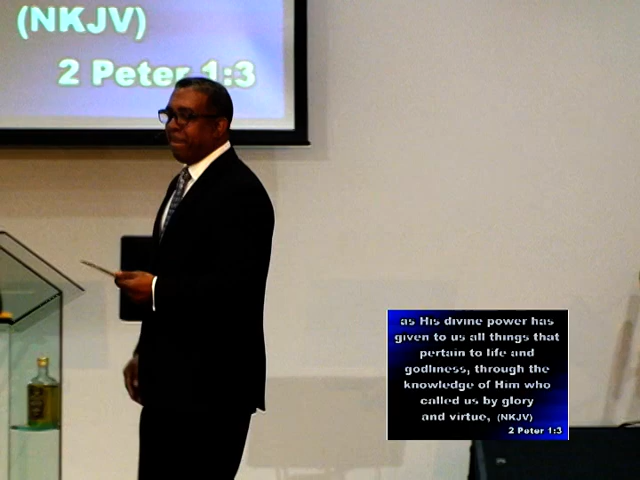 (NKJV)
2 Peter 1:3
as His divine power has
given to us all things that
pertain to life and
godliness, through the
knowledge of Him who
called us by glory
and virtue, (NKJV)
2 Peter 1:3